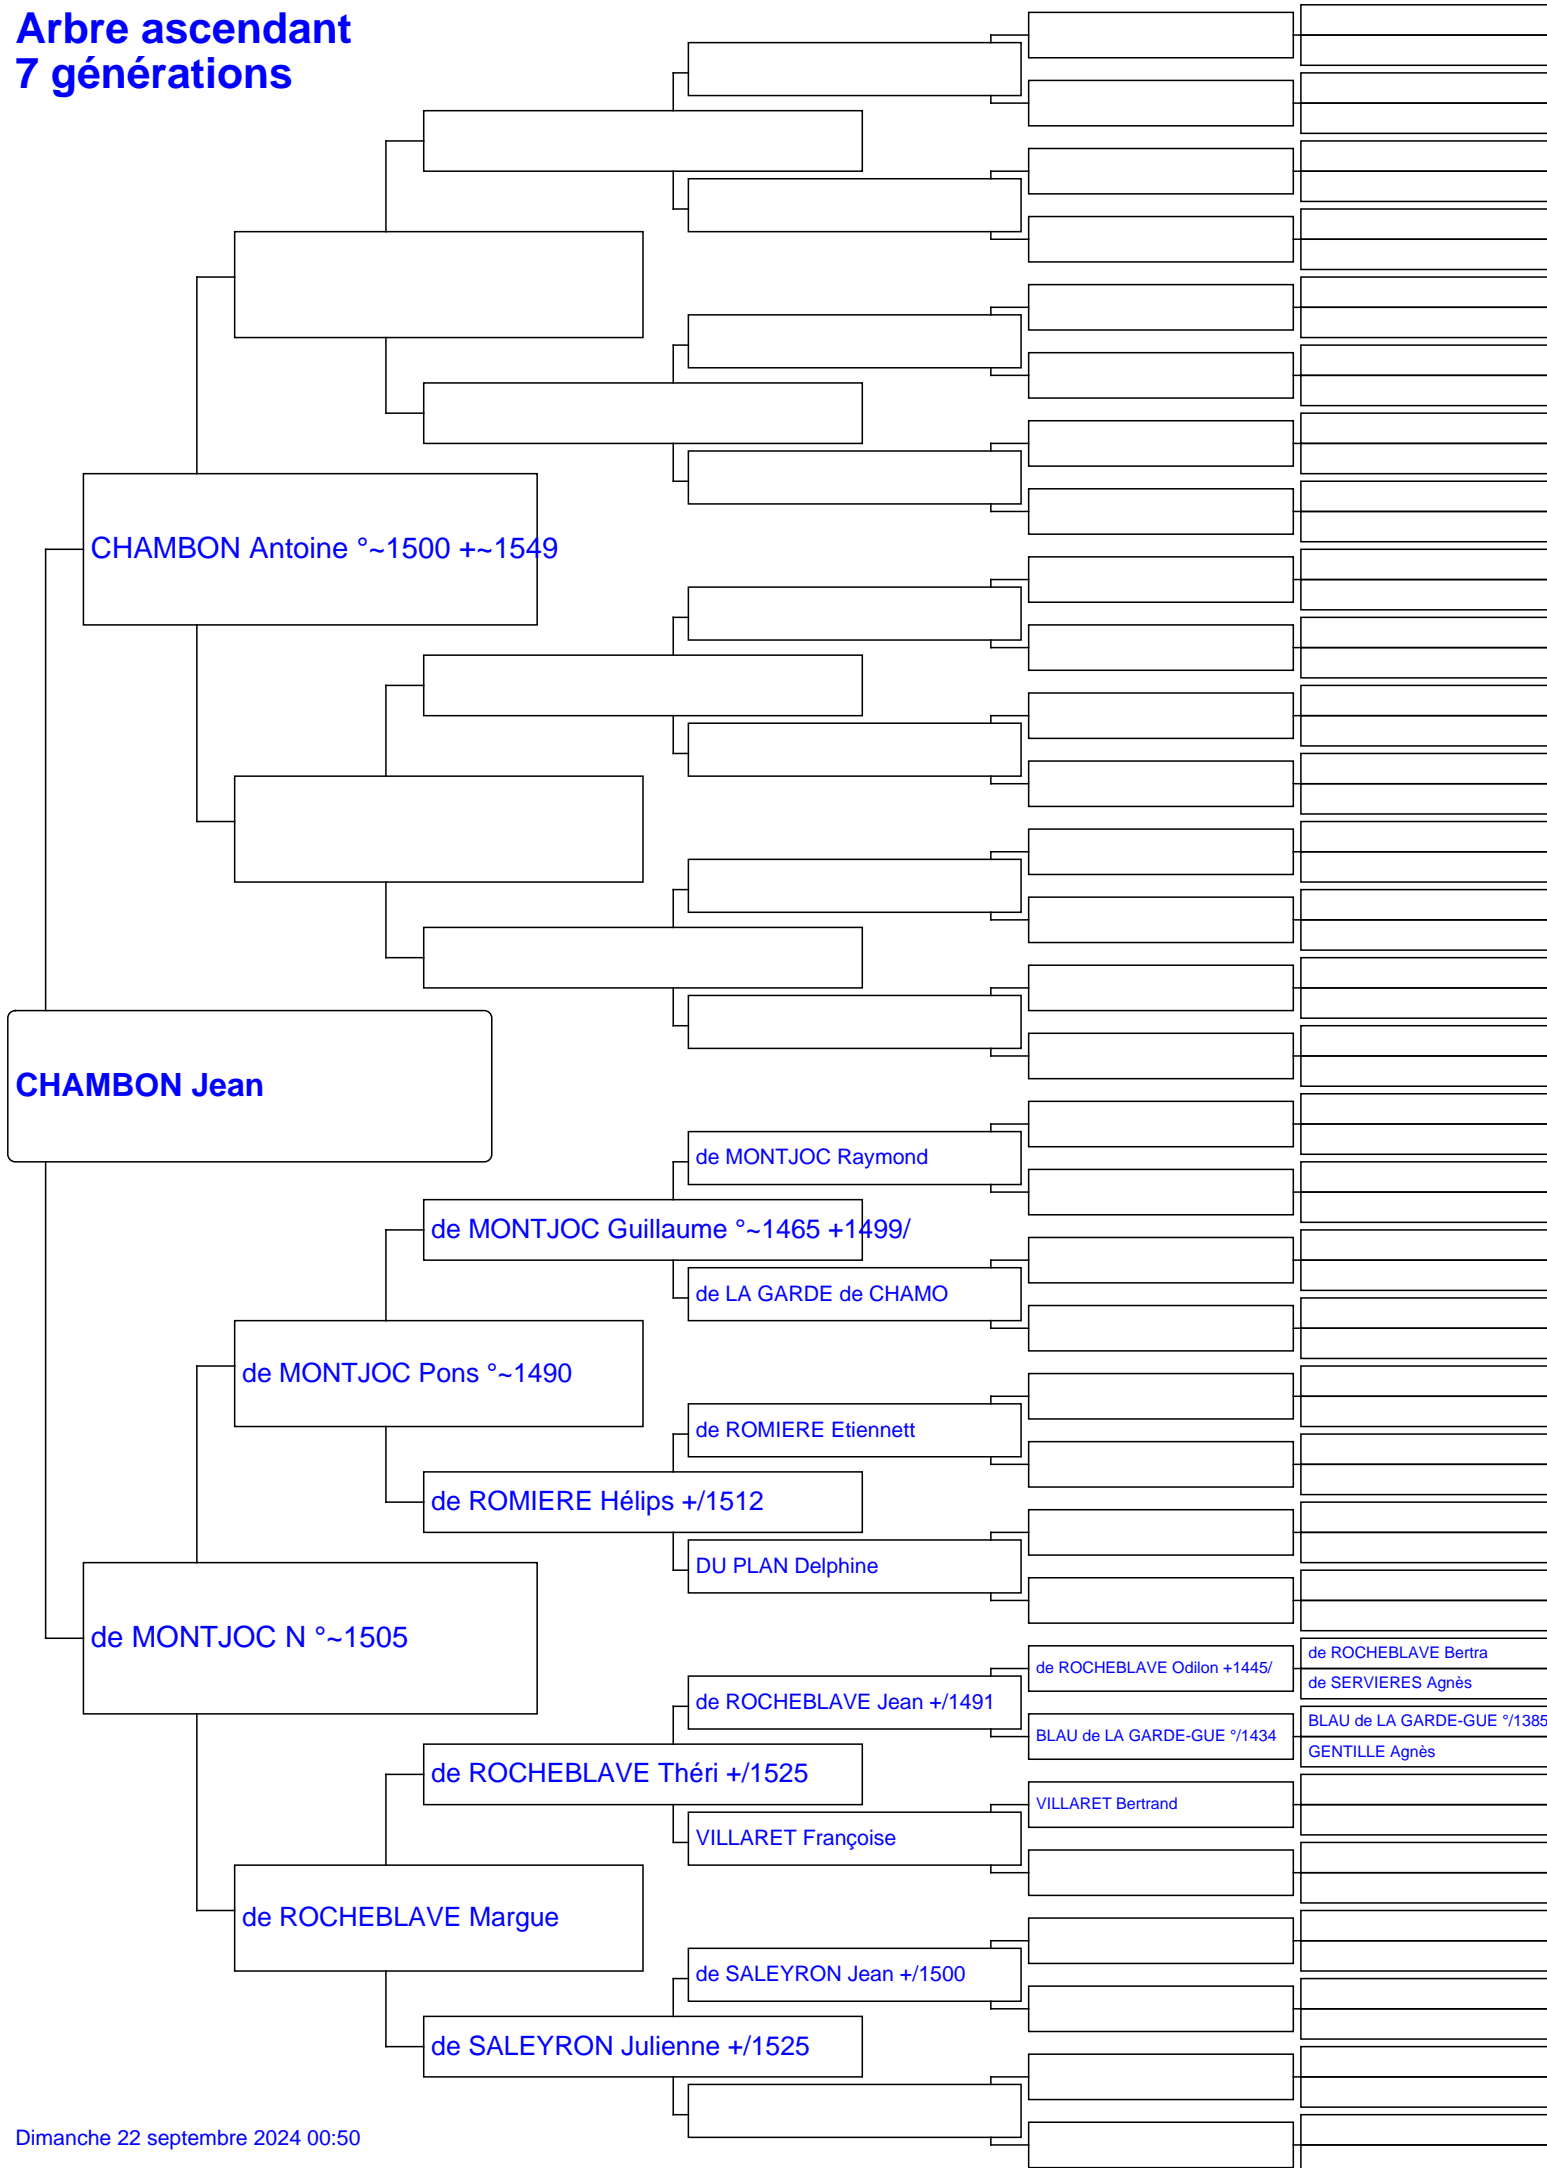 Arbre ascendant
7 générations
CHAMBON Antoine °~1500 +~1549
CHAMBON Jean
de MONTJOC Raymond
de MONTJOC Guillaume °~1465 +1499/
de LA GARDE de CHAMO
de MONTJOC Pons °~1490
de ROMIERE Etiennett
de ROMIERE Hélips +/1512
DU PLAN Delphine
de MONTJOC N °~1505
de ROCHEBLAVE Bertra
de ROCHEBLAVE Odilon +1445/
de SERVIERES Agnès
de ROCHEBLAVE Jean +/1491
BLAU de LA GARDE-GUE °/1385
BLAU de LA GARDE-GUE °/1434
GENTILLE Agnès
de ROCHEBLAVE Théri +/1525
VILLARET Bertrand
VILLARET Françoise
de ROCHEBLAVE Margue
de SALEYRON Jean +/1500
de SALEYRON Julienne +/1525
Dimanche 22 septembre 2024 00:50